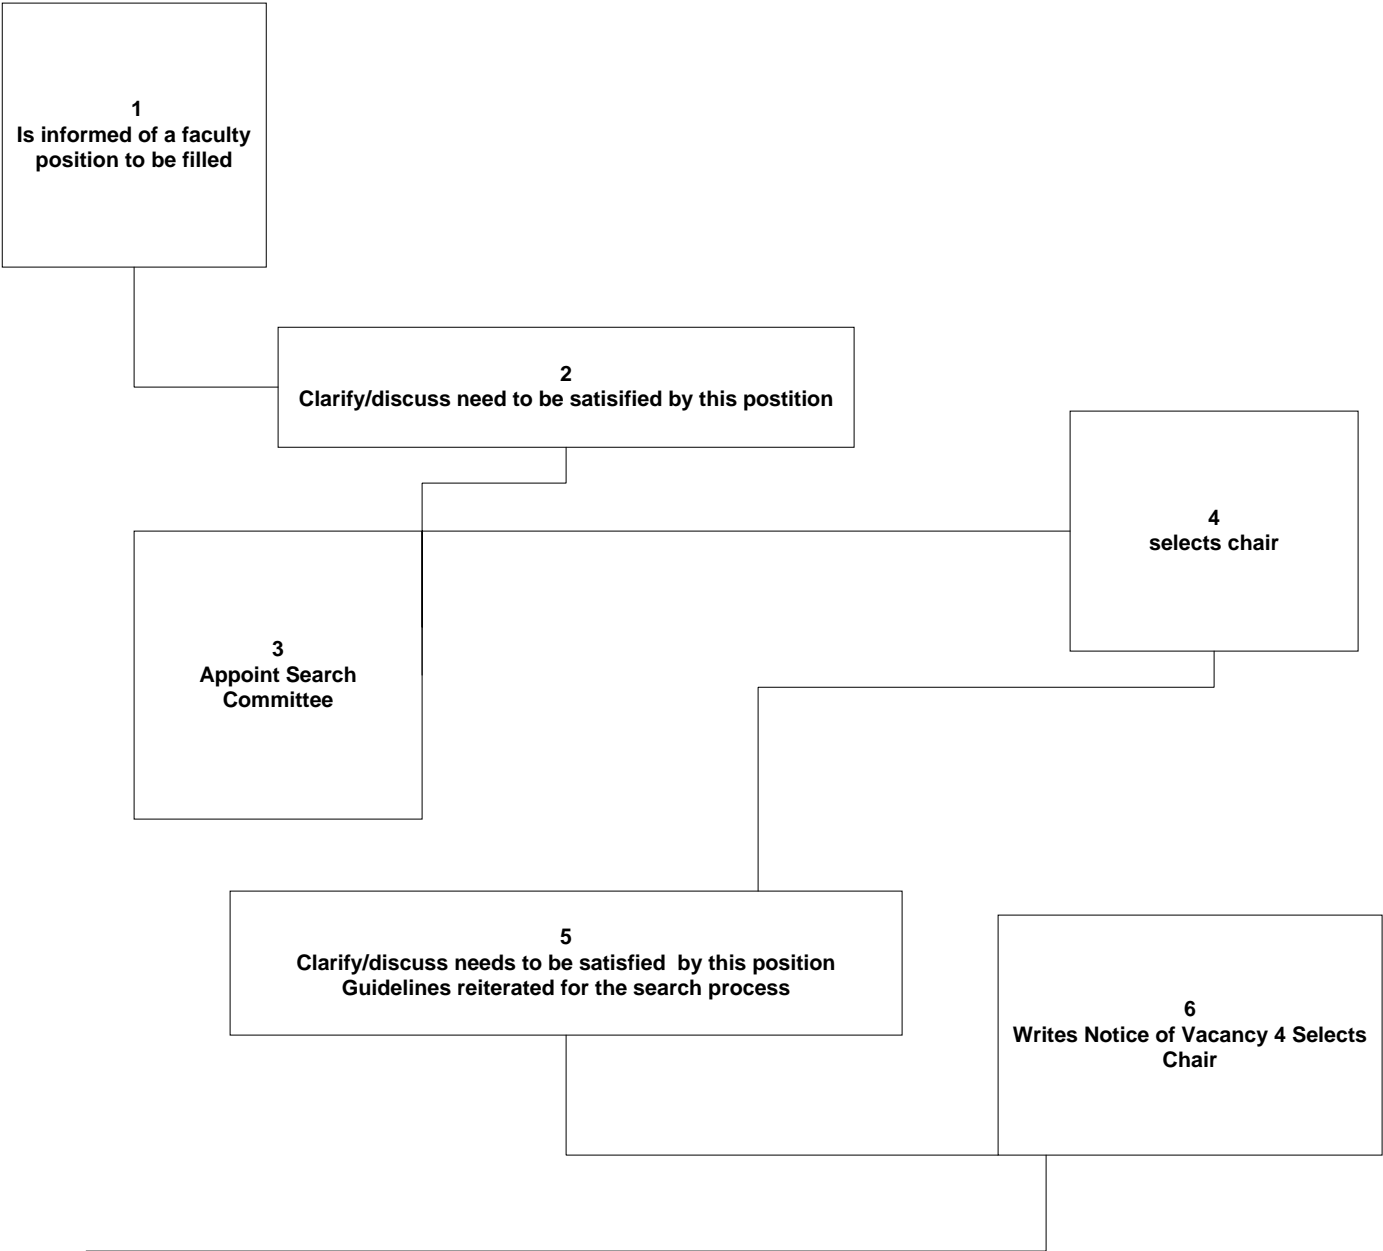 1
Is informed of a faculty
position to be filled
2
Clarify/discuss need to be satisified by this postition
4
selects chair
3
Appoint Search
Committee
5
Clarify/discuss needs to be satisfied  by this position
Guidelines reiterated for the search process
6
Writes Notice of Vacancy 4 Selects
Chair